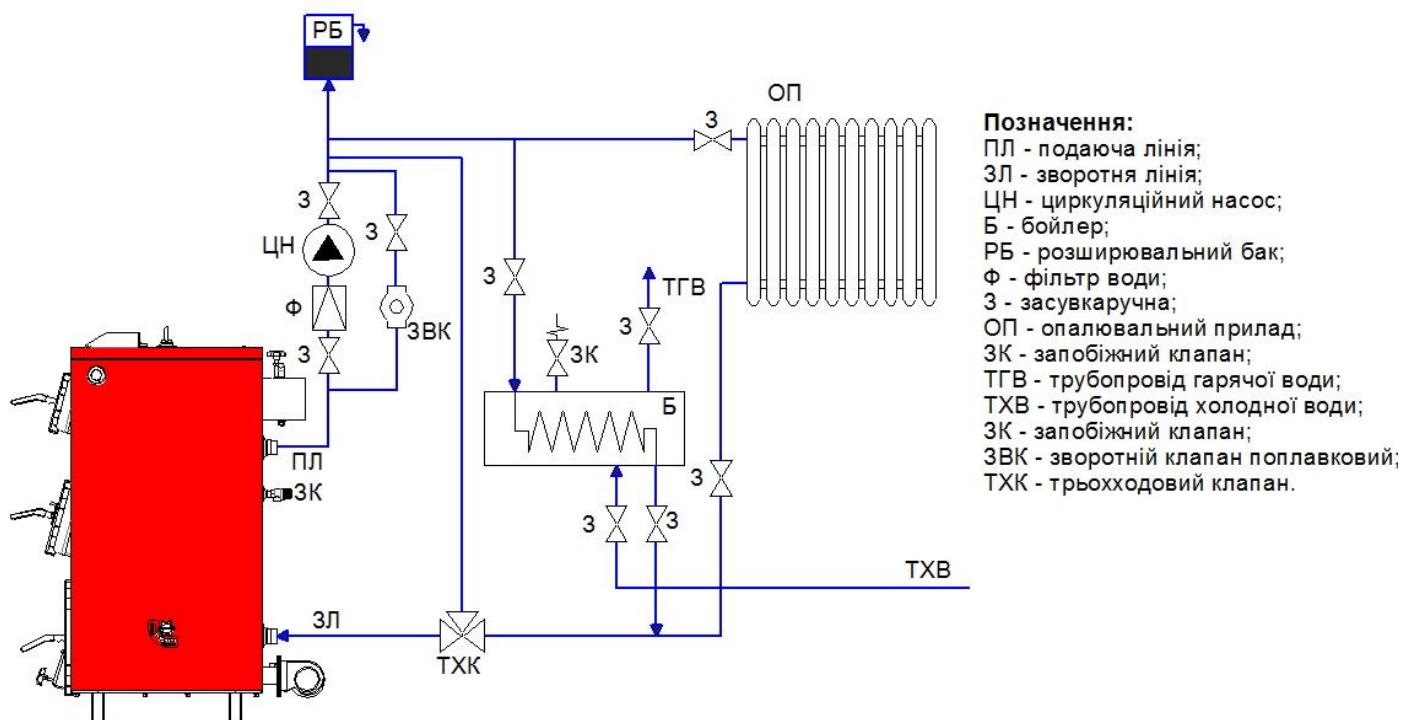 РБ
ОП
З
З
ЦН
З
З
ТГВ
Ф
ЗВК
З
ЗК
З
Б
ПЛ
ЗК
З
З
З
ТХВ
ЗЛ
ТХК
Позначення:
ПЛ - подаюча лінія;
ЗЛ - зворотня лінія;
ЦН - циркуляційний насос;
Б - бойлер;
РБ - розширювальний бак;
Ф - фільтр води;
З - засувкаручна;
ОП - опалювальний прилад;
ЗК - запобіжний клапан;
ТГВ - трубопровід гарячої води;
ТХВ - трубопровід холодної води;
ЗК - запобіжний клапан;
ЗВК - зворотній клапан поплавковий;
ТХК - трьохходовий клапан.